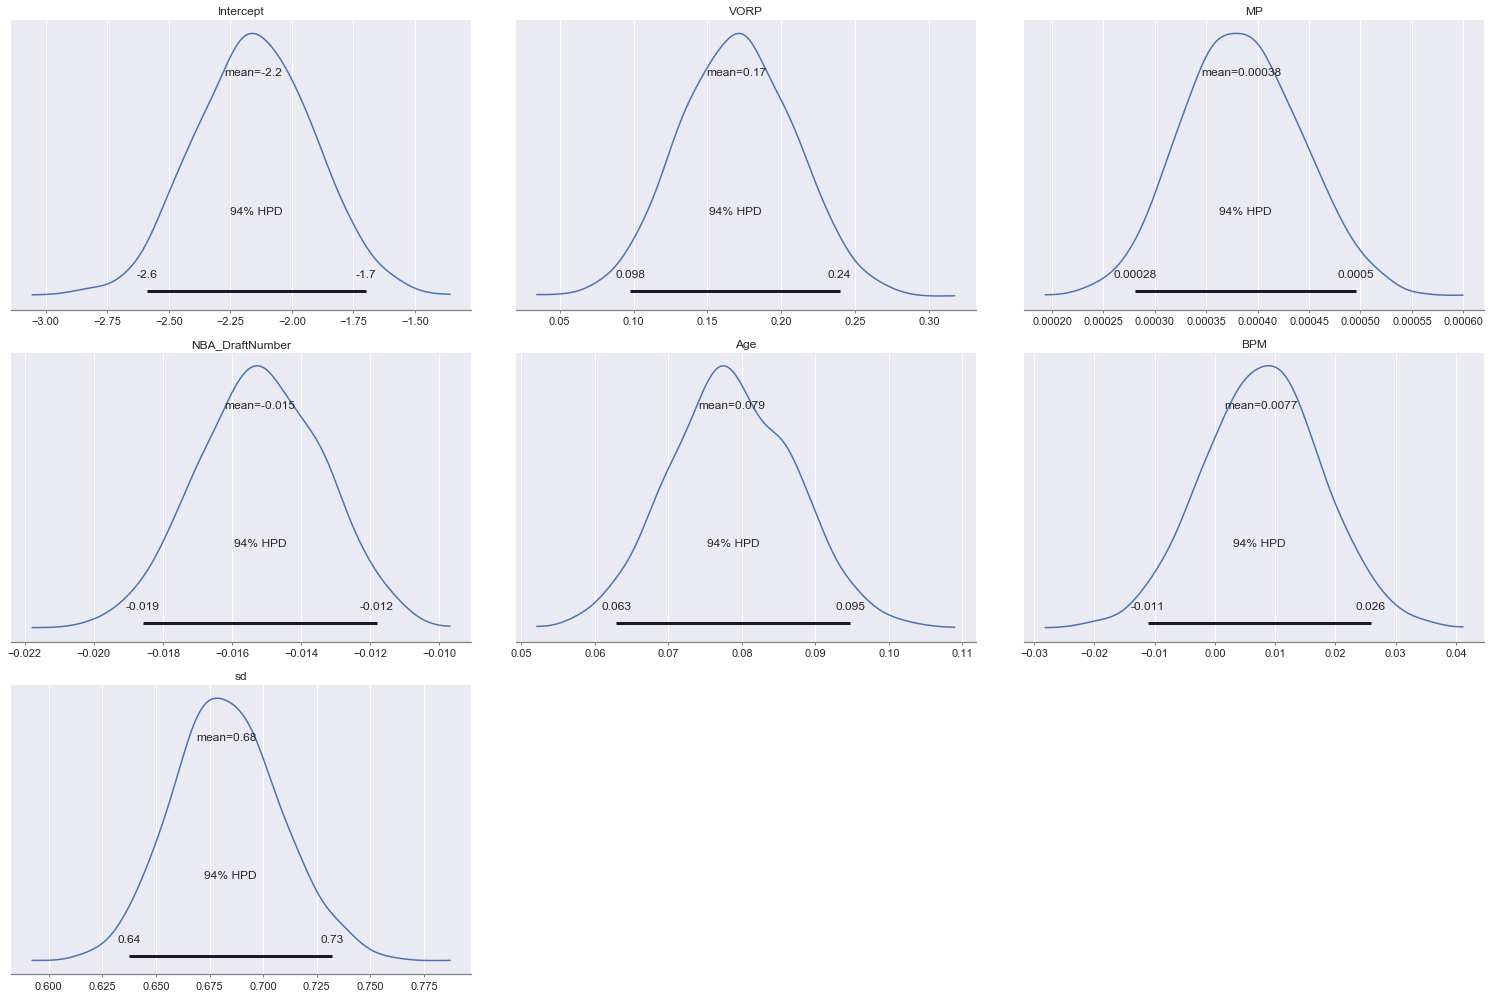 Intercept
mean=-2.2
94% HPD
-2.6 -1.7
−3.00 −2.75 −2.50 −2.25 −2.00 −1.75 −1.50
VORP
mean=0.17
94% HPD
0.098 0.24
0.05 0.10 0.15 0.20 0.25 0.30
MP
mean=0.00038
94% HPD
0.00028 0.0005
0.00020 0.00025 0.00030 0.00035 0.00040 0.00045 0.00050 0.00055 0.00060
NBA_DraftNumber
mean=-0.015
94% HPD
-0.019 -0.012
−0.022 −0.020 −0.018 −0.016 −0.014 −0.012 −0.010
Age
mean=0.079
94% HPD
0.063 0.095
0.05 0.06 0.07 0.08 0.09 0.10 0.11
BPM
mean=0.0077
94% HPD
-0.011 0.026
−0.03 −0.02 −0.01 0.00 0.01 0.02 0.03 0.04
sd
mean=0.68
94% HPD
0.64 0.73
0.600 0.625 0.650 0.675 0.700 0.725 0.750 0.775